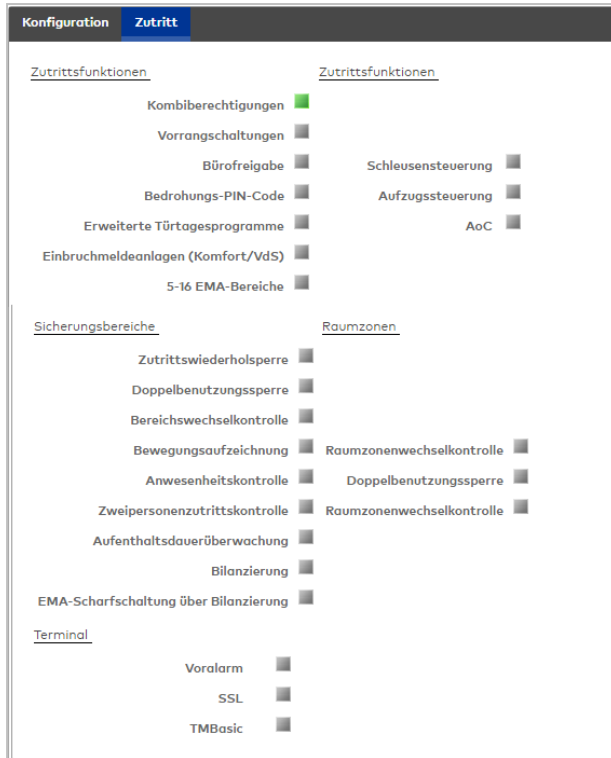 Konfiguration Zutritt
Zutrittsfunktionen Zutrittsfunktionen
Kombiberechtigungen
Vorrangschaltungen
Bürofreigabe Schleusensteuerung
Bedrohungs-PIN-Code Aufzugssteuerung
Erweiterte Türtagesprogramme AoC
Einbruchmeldeanlagen (Komfort/VdS)
5-16 EMA-Bereiche
Sicherungsbereiche Raumzonen
Zutrittswiederholsperre
Doppelbenutzungssperre
Bereichswechselkontrolle
Bewegungsaufzeichnung Raumzonenwechselkontrolle
Anwesenheitskontrolle Doppelbenutzungssperre
Zweipersonenzutrittskontrolle Raumzonenwechselkontrolle
Aufenthaltsdauerüberwachung
Bilanzierung
EMA-Scharfschaltung über Bilanzierung
Terminal
Voralarm
SSL
TMBasic